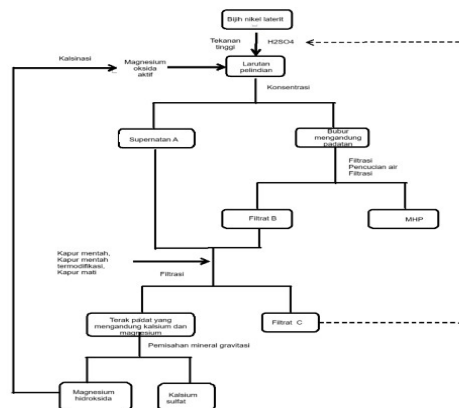 Bijih nikel laterit
Tekanan
tinggi
H2SO4
Kalsinasi
Magnesium
oksida
aktif
Larutan
pelindian
Konsentrasi
Supernatan A
Bubur
mengandung
padatan
Filtrasi
Pencucian air
Filtrasi
Filtrat B
MHP
Kapur mentah,
Kapur mentah
termodifikasi,
Kapur mati
Filtrasi
Terak padat yang
mengandung kalsium dan
magnesium
Filtrat C
Pemisahan mineral gravitasi
Magnesium
hidroksida
Kalsium
sulfat